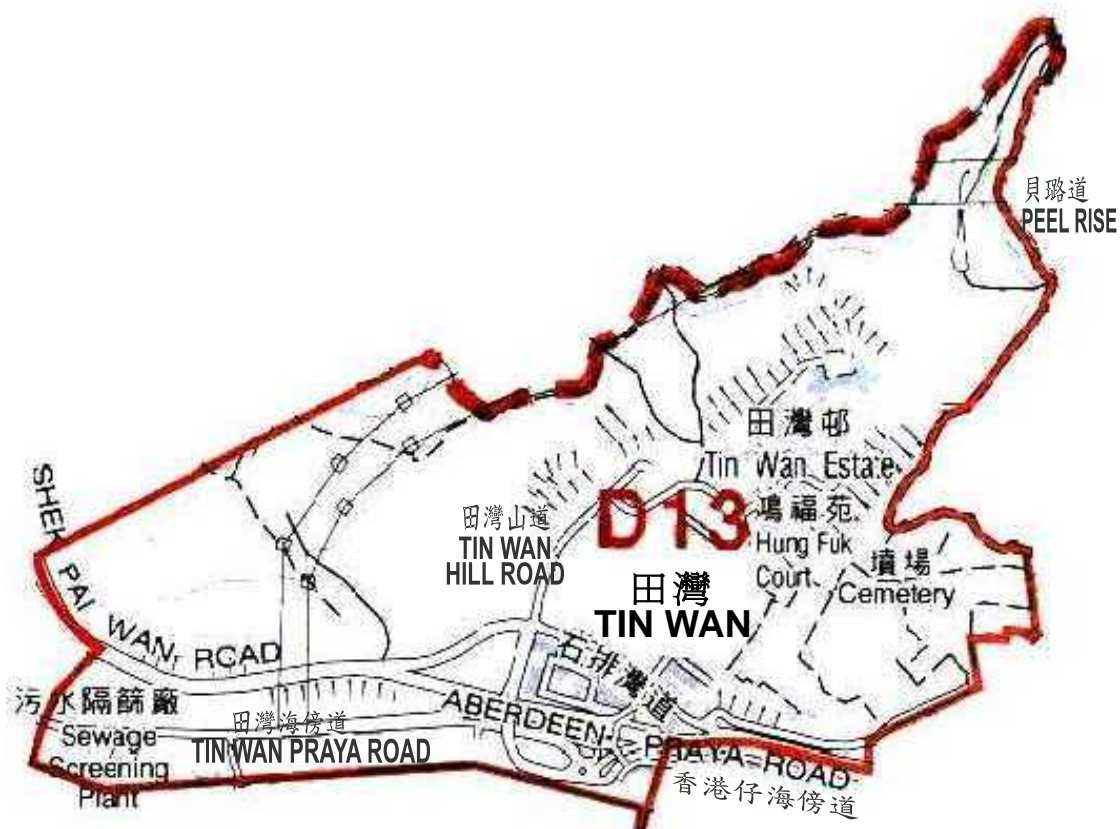 貝璐道
PEEL RISE
田灣邨
Tin Wan Estate
D13
鴻福苑
Hung Fuk
Court
田灣山道
TIN WAN
HILL ROAD
墳場
Cemetery
田灣
TIN WAN
SHEK PAI WAN ROAD
石排灣道
污水隔篩廠
Sewage
Screening
Plant
田灣海傍道
TIN WAN PRAYA ROAD
ABERDEEN PRAYA ROAD
香港仔海傍道